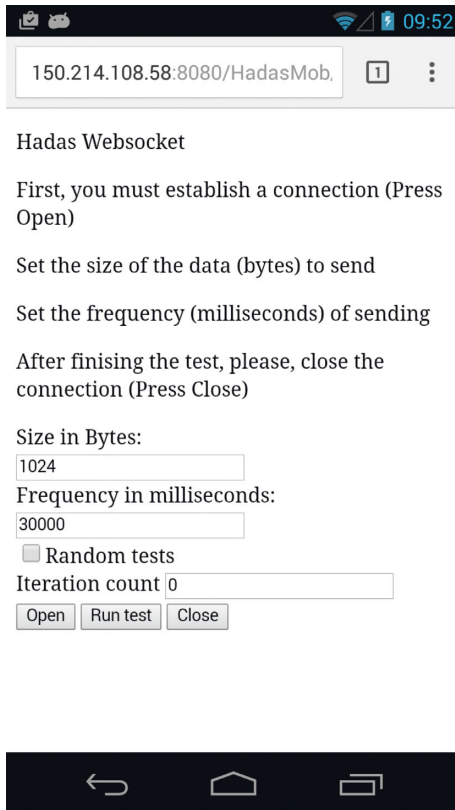 09:52
150.214.108.58:8080/HadasMob,
1
Hadas Websocket
First, you must establish a connection (Press
Open)
Set the size of the data (bytes) to send
Set the frequency (milliseconds) of sending
After finising the test, please, close the
connection (Press Close)
Size in Bytes:
1024
Frequency in milliseconds:
30000
Random tests
Iteration count 0
Open Run test Close